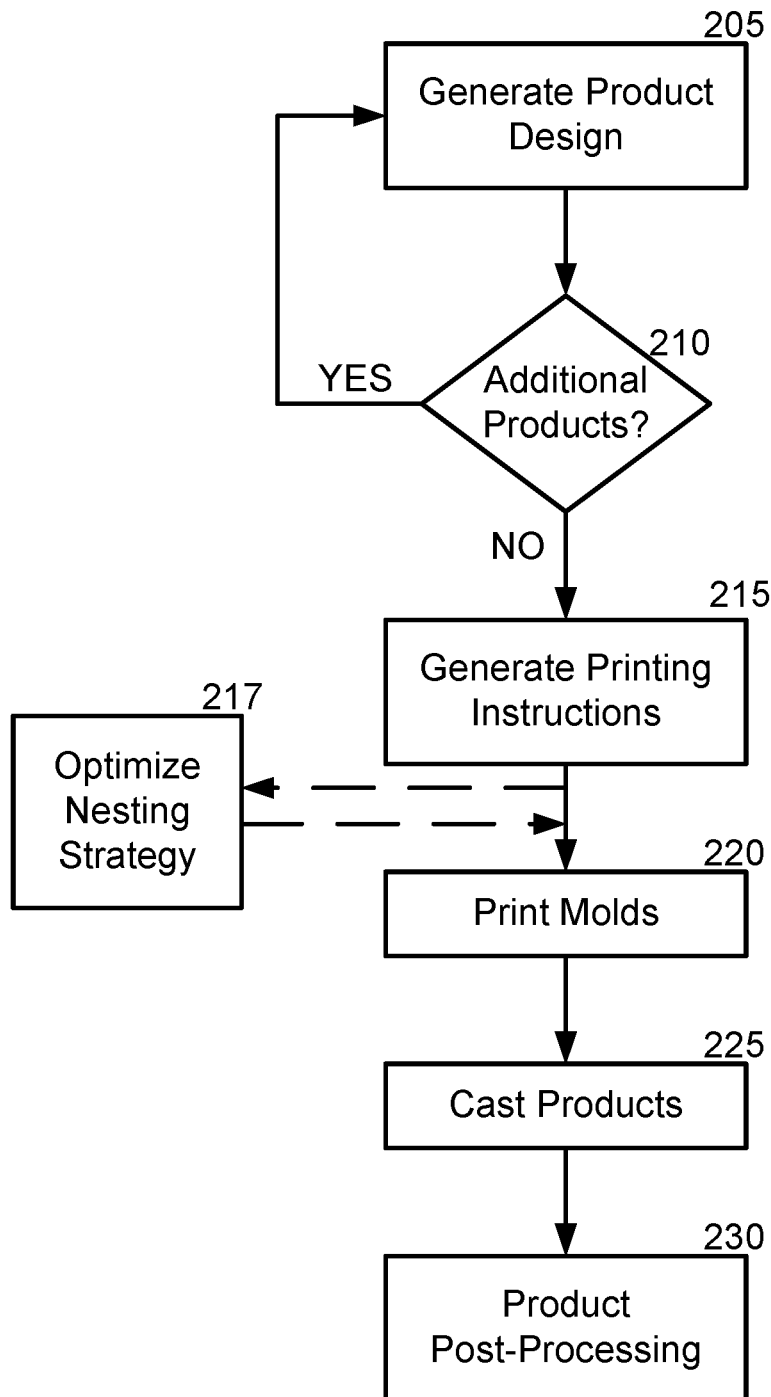 205
Generate Product
Design
210
YES
Additional
Products?
NO
215
Generate Printing
Instructions
217
Optimize
Nesting
Strategy
220
Print Molds
225
Cast Products
230
Product
Post-Processing